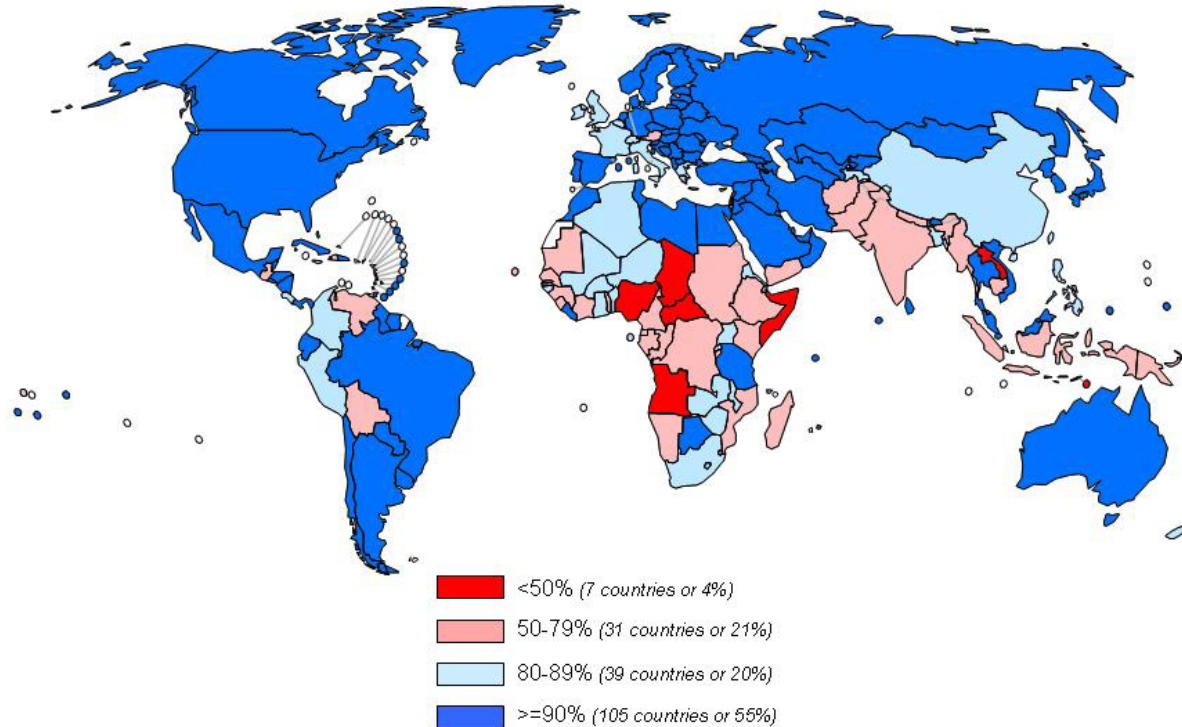 <50% (7 countries or 4%)
50-79% (31 countries or 21%)
80-89% (39 countries or 20%)
>=90% (105 countries or 55%)